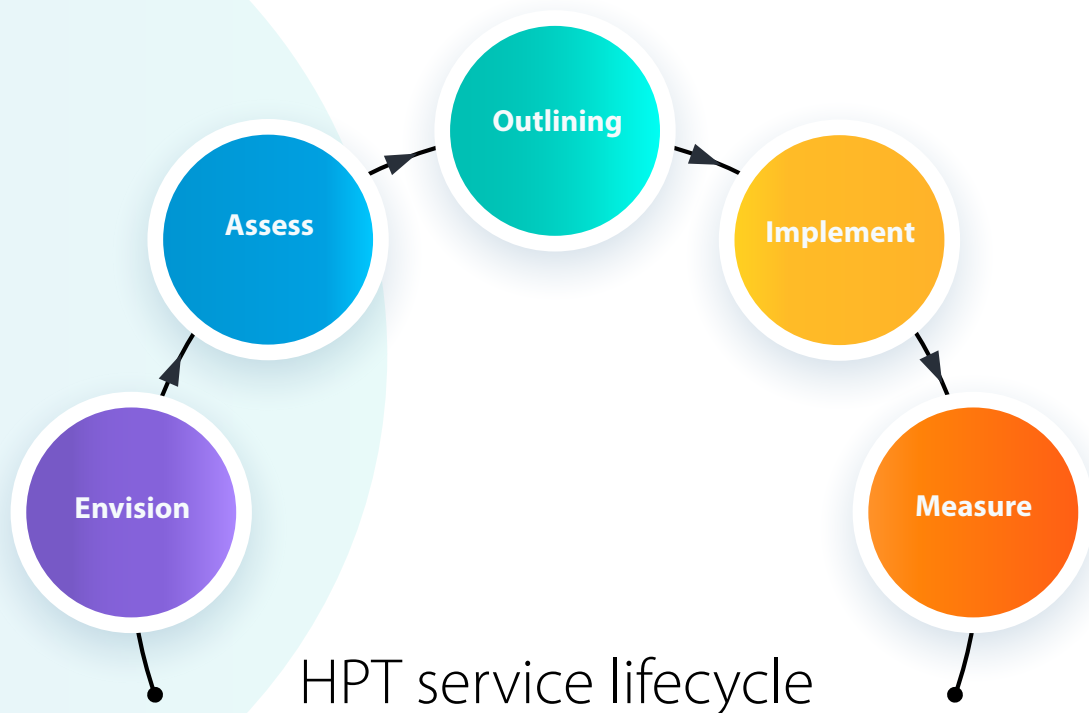 Envision
Assess
Outlining
Implement
Measure
HPT service lifecycle